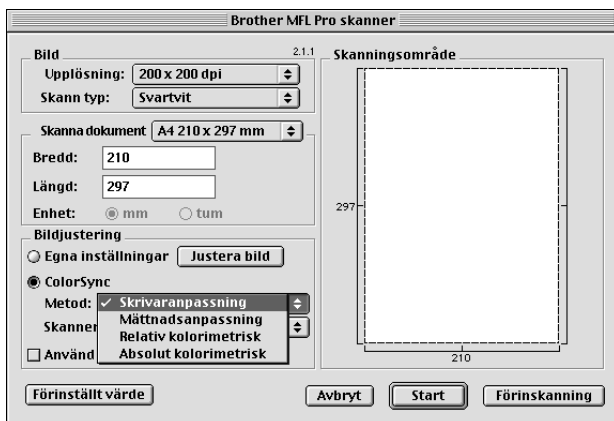 Brother MFL Pro skanner
Bild 2.1.1
Upplösning: 200 x 200 dpi
Skann typ: Svartvit
Skanna dokument A4 210 x 297 mm
Bredd: 210
Längd: 297
Enhet: mm tum
Bildjustering
Egna inställningar Justera bild
ColorSync
Metod: ✓ Skrivaranpassning
Mättnadsanpassning
Skanner
Relativ kolorimetrisk
Absolut kolorimetrisk
Använd
Skanningsområde
297
210
Förinställt värde
Avbryt
Start
Förinskanning